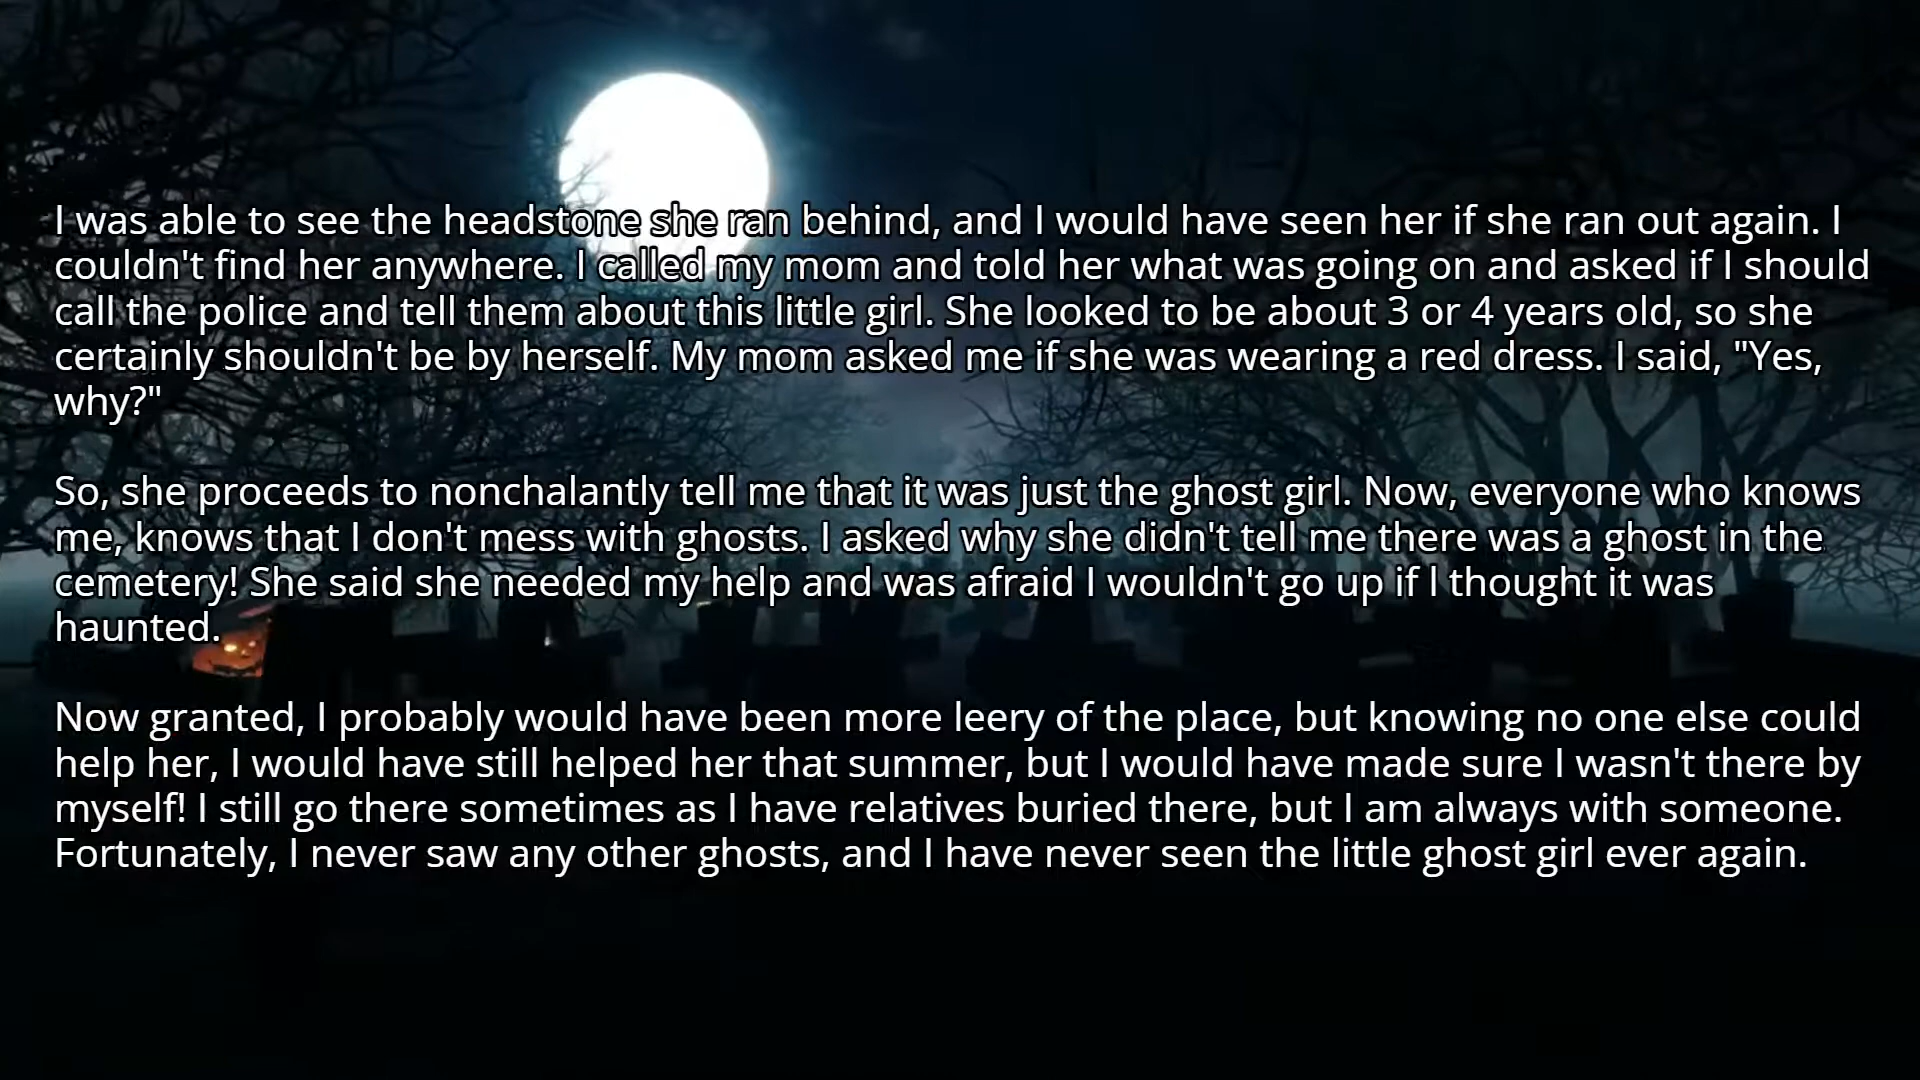 I was able to see the headstone she ran behind, and I would have seen her if she ran out again. I
couldn't find her anywhere. I called my mom and told her what was going on and asked if I should
call the police and tell them about this little girl. She looked to be about 3 or 4 years old, so she
certainly shouldn't be by herself. My mom asked me if she was wearing a red dress. I said, "Yes,
why?"
So, she proceeds to nonchalantly tell me that it was just the ghost girl. Now, everyone who knows
me, knows that I don't mess with ghosts. I asked why she didn't tell me there was a ghost in the
cemetery! She said she needed my help and was afraid I wouldn't go up if I thought it was
haunted.
Now granted, I probably would have been more leery of the place, but knowing no one else could
help her, I would have still helped her that summer, but I would have made sure I wasn't there by
myself! I still go there sometimes as I have relatives buried there, but I am always with someone.
Fortunately, I never saw any other ghosts, and I have never seen the little ghost girl ever again.